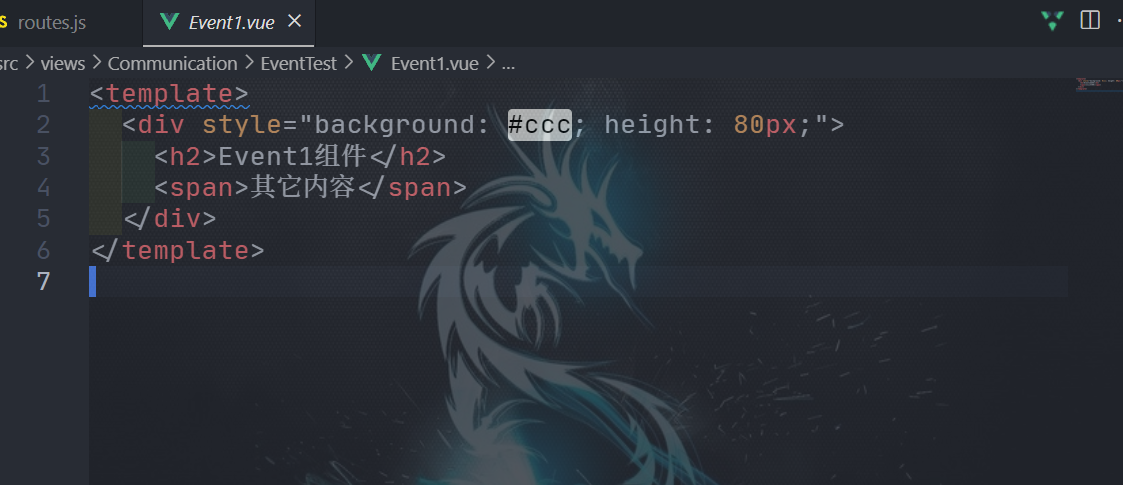 routes.js
Event1.vue
src > views > Communication > EventTest > Event1.vue > ...
1 <template>
2 <div style="background: #ccc; height: 80px;">
3 <h2>Event1组件</h2>
4 <span>其它内容</span>
5 </div>
6 </template>
7